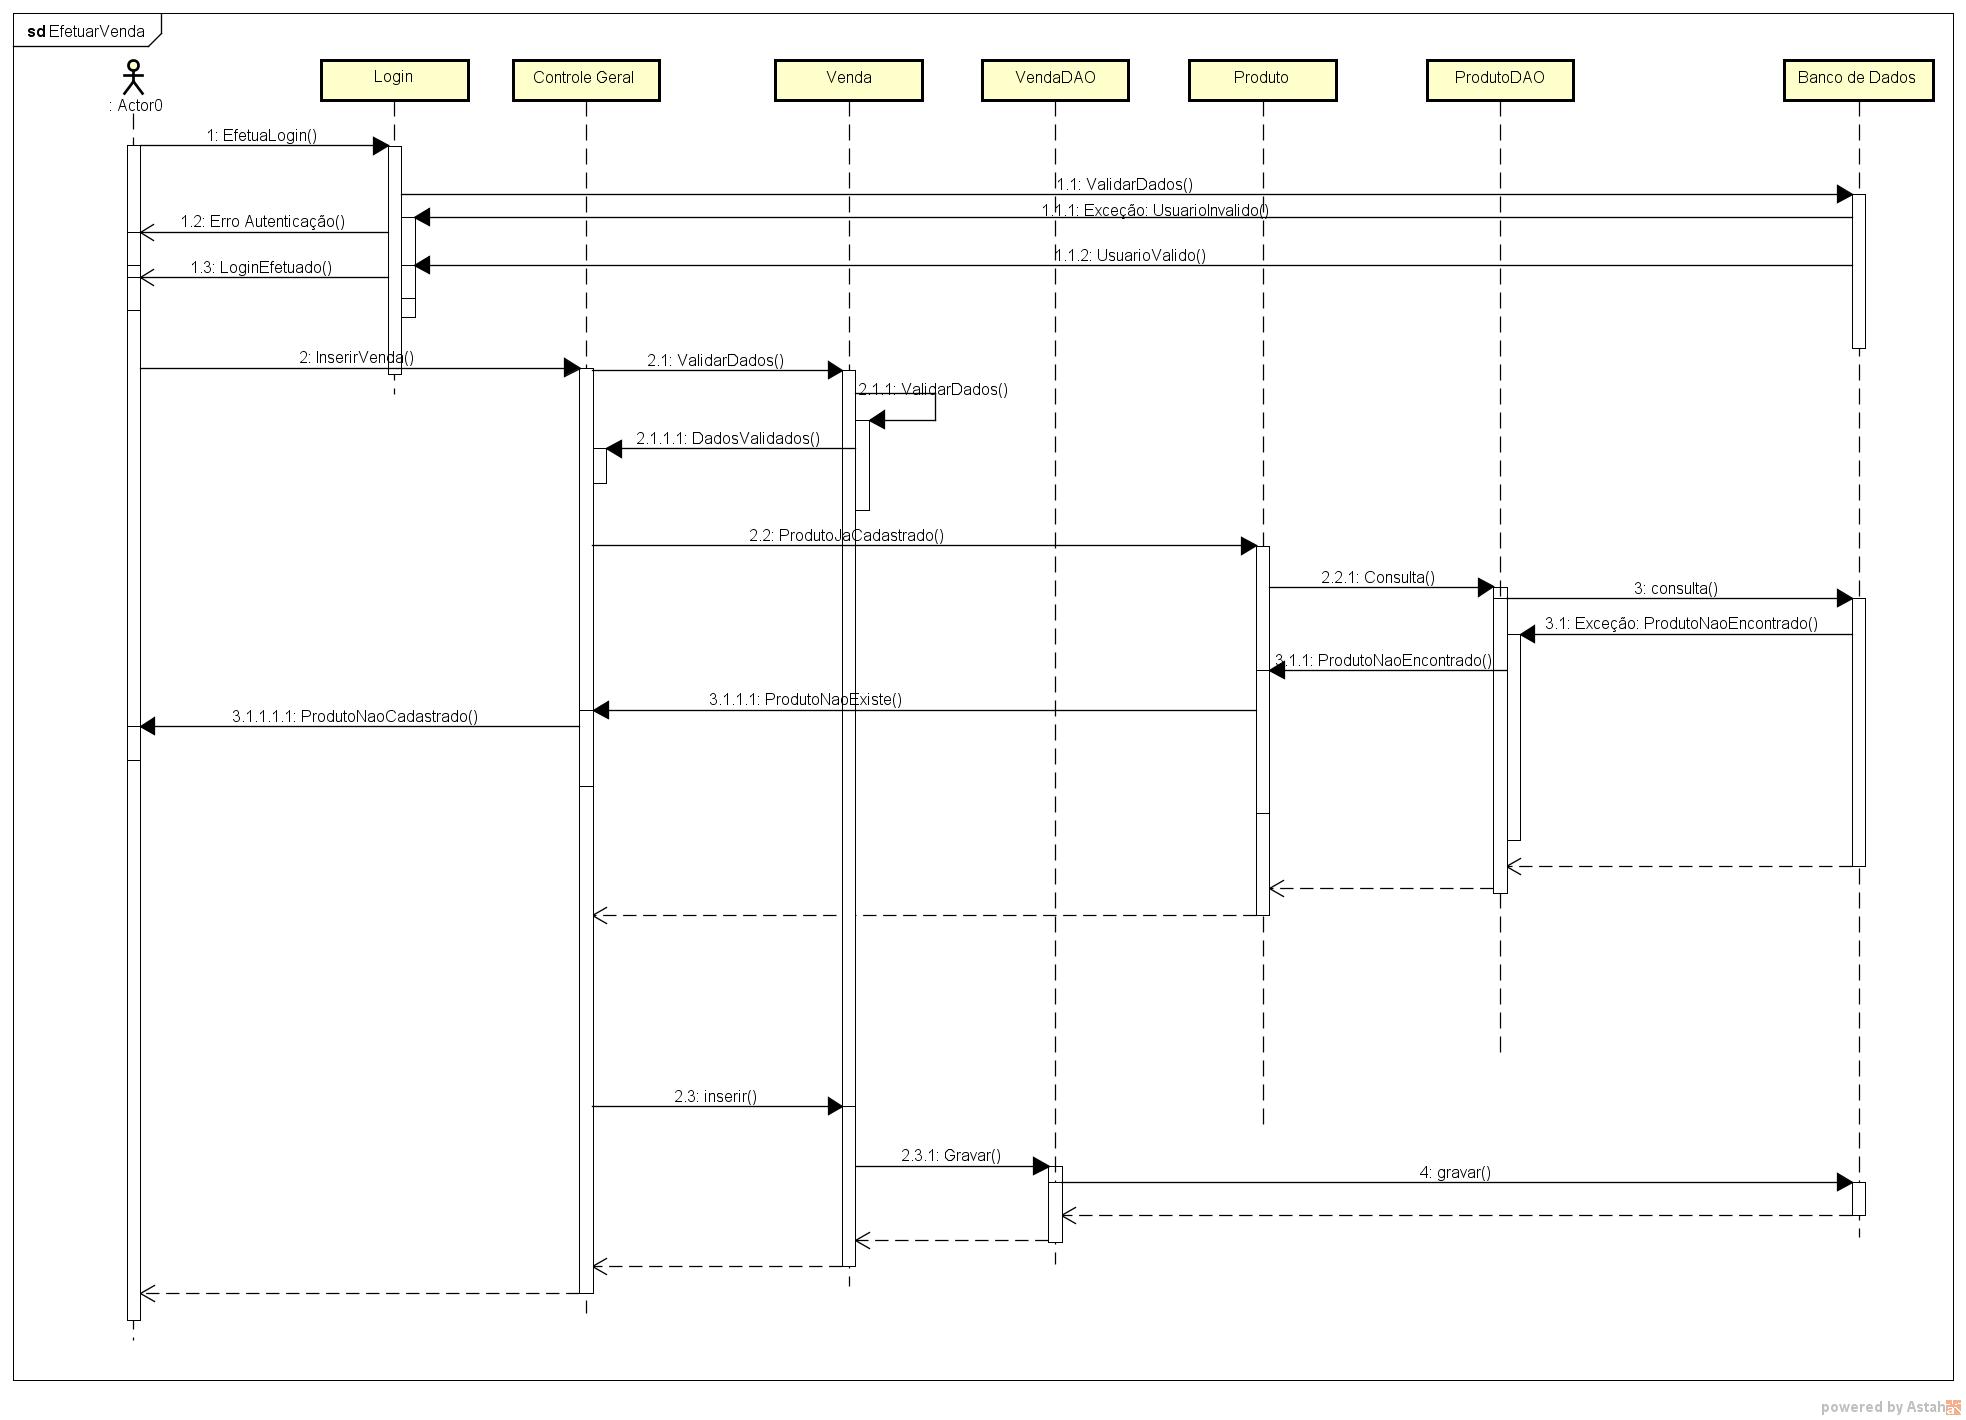 sd EfetuarVenda
: Actor0
Login
Controle Geral
Venda
VendaDAO
Produto
ProdutoDAO
Banco de Dados
1: EfetuaLogin()
1.1: ValidarDados()
1.1.1: Exceção: UsuarioInvalido()
1.2: Erro Autenticação()
1.1.2: UsuarioValido()
1.3: LoginEfetuado()
2: InserirVenda()
2.1: ValidarDados()
2.1.1: ValidarDados()
2.1.1.1: DadosValidados()
2.2: ProdutoJaCadastrado()
2.2.1: Consulta()
3: consulta()
3.1: Exceção: ProdutoNaoEncontrado()
3.1.1: ProdutoNaoEncontrado()
3.1.1.1: ProdutoNaoExiste()
3.1.1.1.1: ProdutoNaoCadastrado()
2.3: inserir()
2.3.1: Gravar()
4: gravar()
powered by Astah